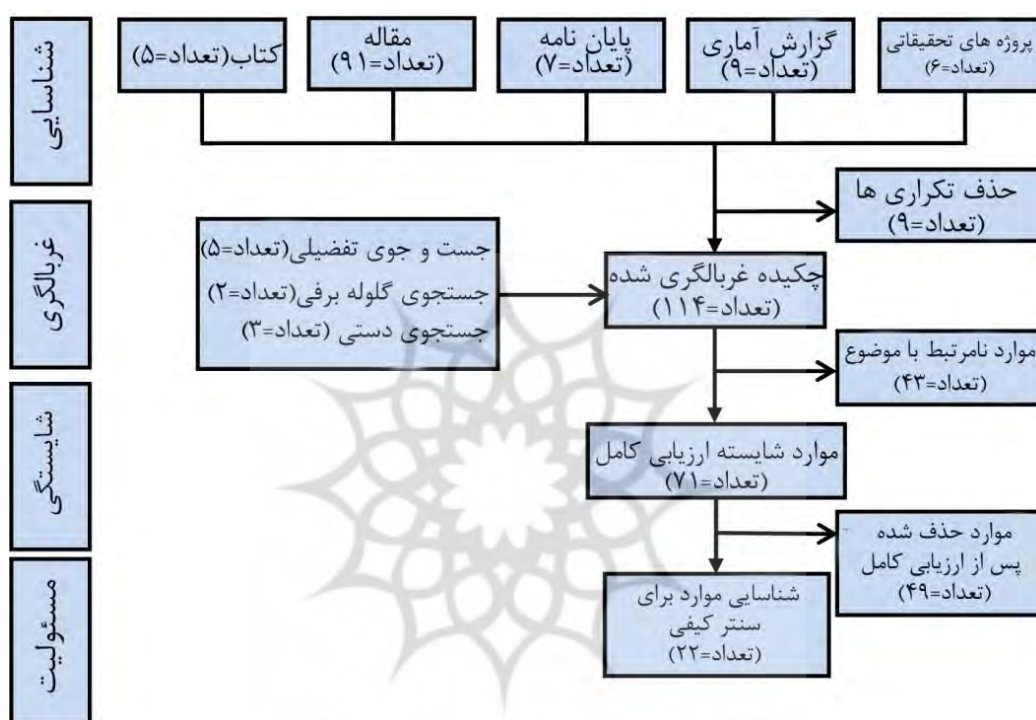 شناسایی
کتاب(تعداد=۵)
مقاله
(تعداد=۹۱)
پایان نامه
(تعداد=۷)
گزارش آماری
(تعداد=۹)
پروژه های تحقیقاتی
(تعداد=۶)
حذف تکراری ها
(تعداد=۹)
غربالگری
جست و جوی تفضیلی(تعداد=۵)
جستجوی گلوله برفی(تعداد=۲)
جستجوی دستی (تعداد=۳)
چکیده غربالگری شده
(تعداد=۱۱۴)
موارد نامرتبط با موضوع
(تعداد=۴۳)
شایستگی
موارد شایسته ارزیابی کامل
(تعداد=۷۱)
موارد حذف شده
پس از ارزیابی کامل
(تعداد=۴۹)
مسئولیت
شناسایی موارد برای
سنتر کیفی
(تعداد=۲۲)